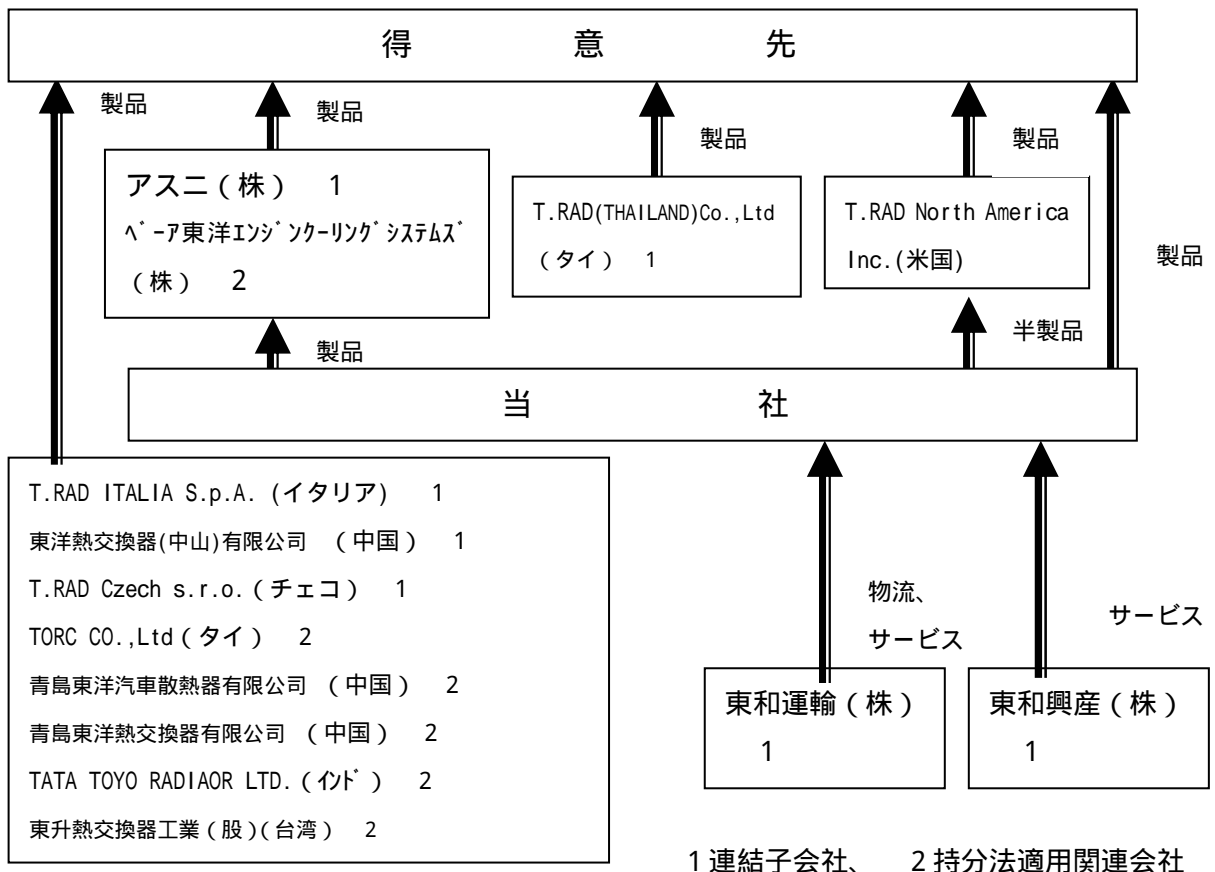 得 意 先
製品
製品
製品
製品
製品
アスニ(株) 1
ベーア東洋エンジンクーリングシステムズ
(株) 2
T.RAD(THAILAND)Co.,Ltd
(タイ) 1
T.RAD North America
Inc.(米国)
製品
半製品
当 社
T.RAD ITALIA S.p.A. (イタリア) 1
東洋熱交換器(中山)有限公司 (中国) 1
T.RAD Czech s.r.o.(チェコ) 1
TORC CO.,Ltd(タイ) 2
青島東洋汽車散熱器有限公司 (中国) 2
青島東洋熱交換器有限公司 (中国) 2
TATA TOYO RADIAOR LTD.(インド) 2
東升熱交換器工業(股)(台湾) 2
物流、
サービス
サービス
東和運輸(株)
1
東和興産(株)
1
1連結子会社、 2持分法適用関連会社